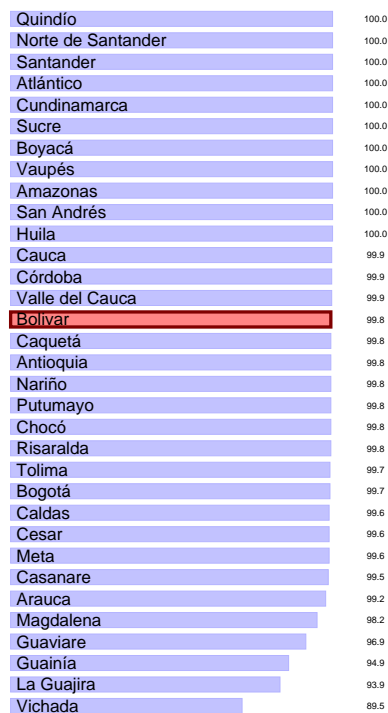 Quindío 100.0
Norte de Santander 100.0
Santander 100.0
Atlántico 100.0
Cundinamarca 100.0
Sucre 100.0
Boyacá 100.0
Vaupés 100.0
Amazonas 100.0
San Andrés 100.0
Huila 100.0
Cauca 99.9
Córdoba 99.9
Valle del Cauca 99.9
Bolivar 99.8
Caquetá 99.8
Antioquia 99.8
Nariño 99.8
Putumayo 99.8
Chocó 99.8
Risaralda 99.8
Tolima 99.7
Bogotá 99.7
Caldas 99.6
Cesar 99.6
Meta 99.6
Casanare 99.5
Arauca 99.2
Magdalena 98.2
Guaviare 96.9
Guainía 94.9
La Guajira 93.9
Vichada 89.5